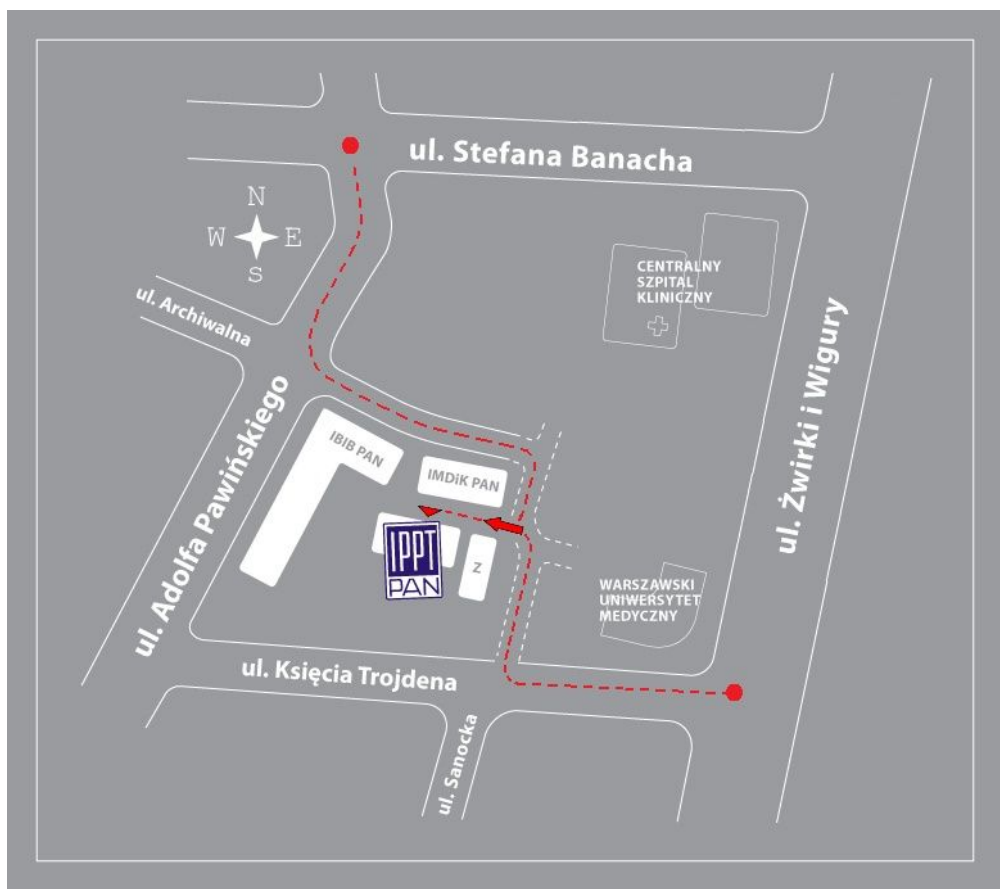 ul. Stefana Banacha
N
W E
S
CENTRALNY
SZPITAL
KLINICZNY
ul. Archiwalna
ul. Żwirki i Wigury
ul. Adolfa Pawińskiego
IBIB PAN
IMDiK PAN
IPPT
PAN
Z
WARSZAWSKI
UNIWERSYTET
MEDYCZNY
ul. Księcia Trojdena
ul. Sanocka